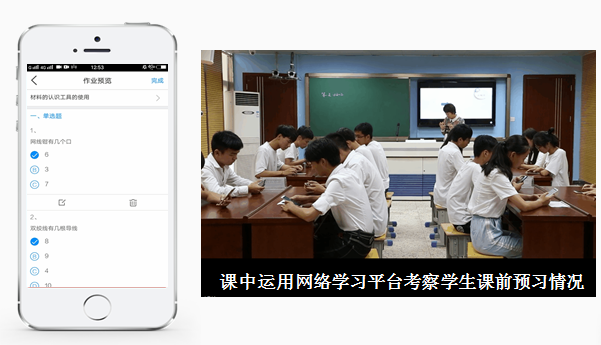 12:53
作业预览
完成
材料的认识工具的使用
一、单选题
1、
网线钳有几个口
6
B 3
C 7
2、
双绞线有几根导线
8
B 9
C 4
10
课中运用网络学习平台考察学生课前预习情况